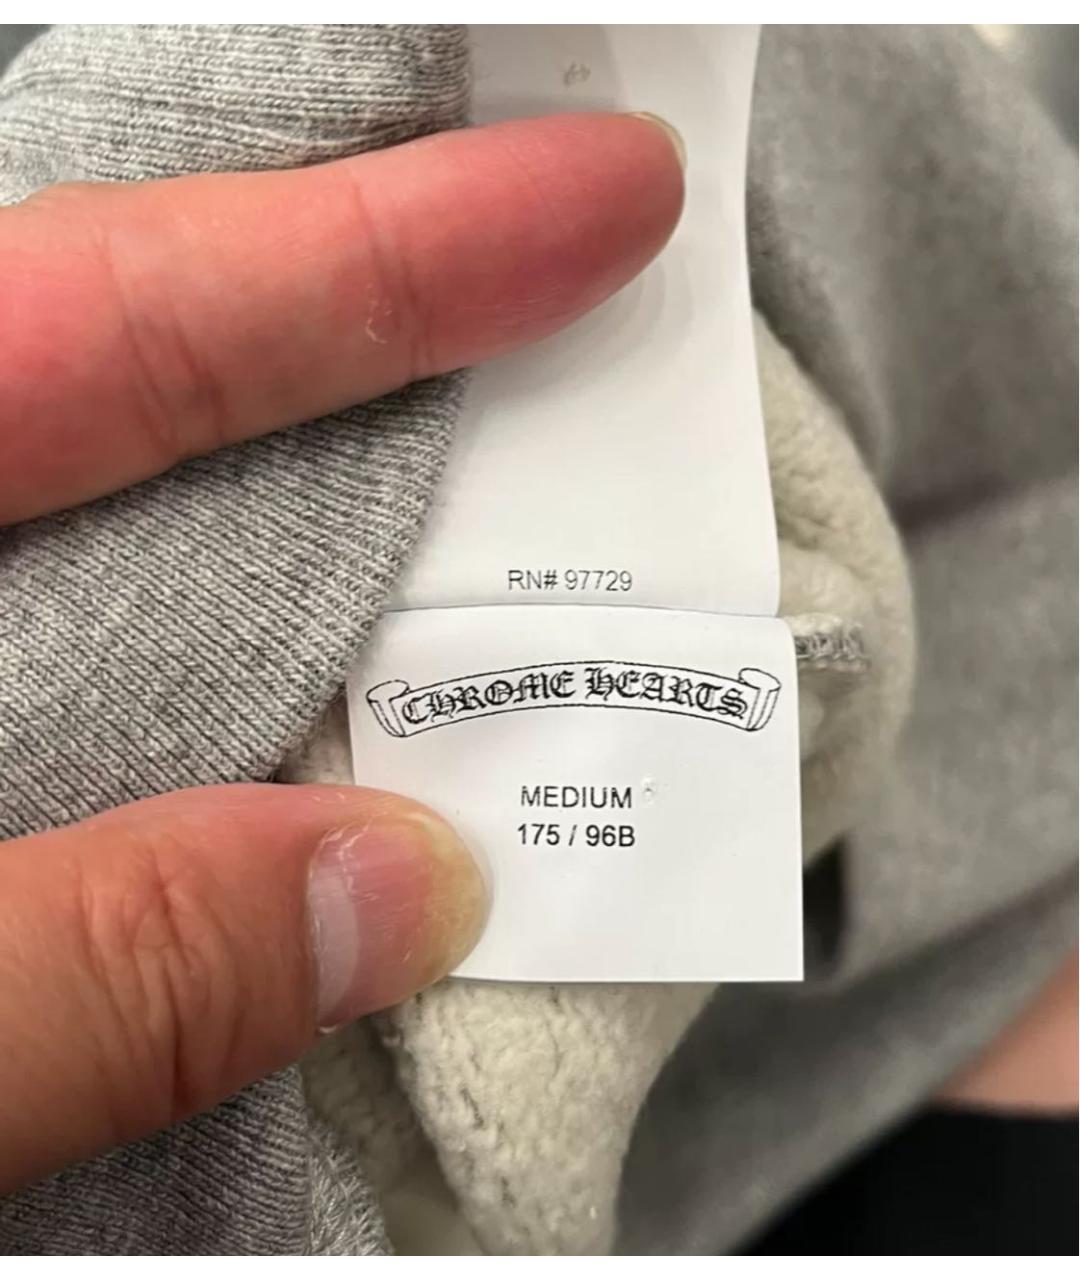 RN# 97729
CHROME HEARTS
MEDIUM
175 / 96B